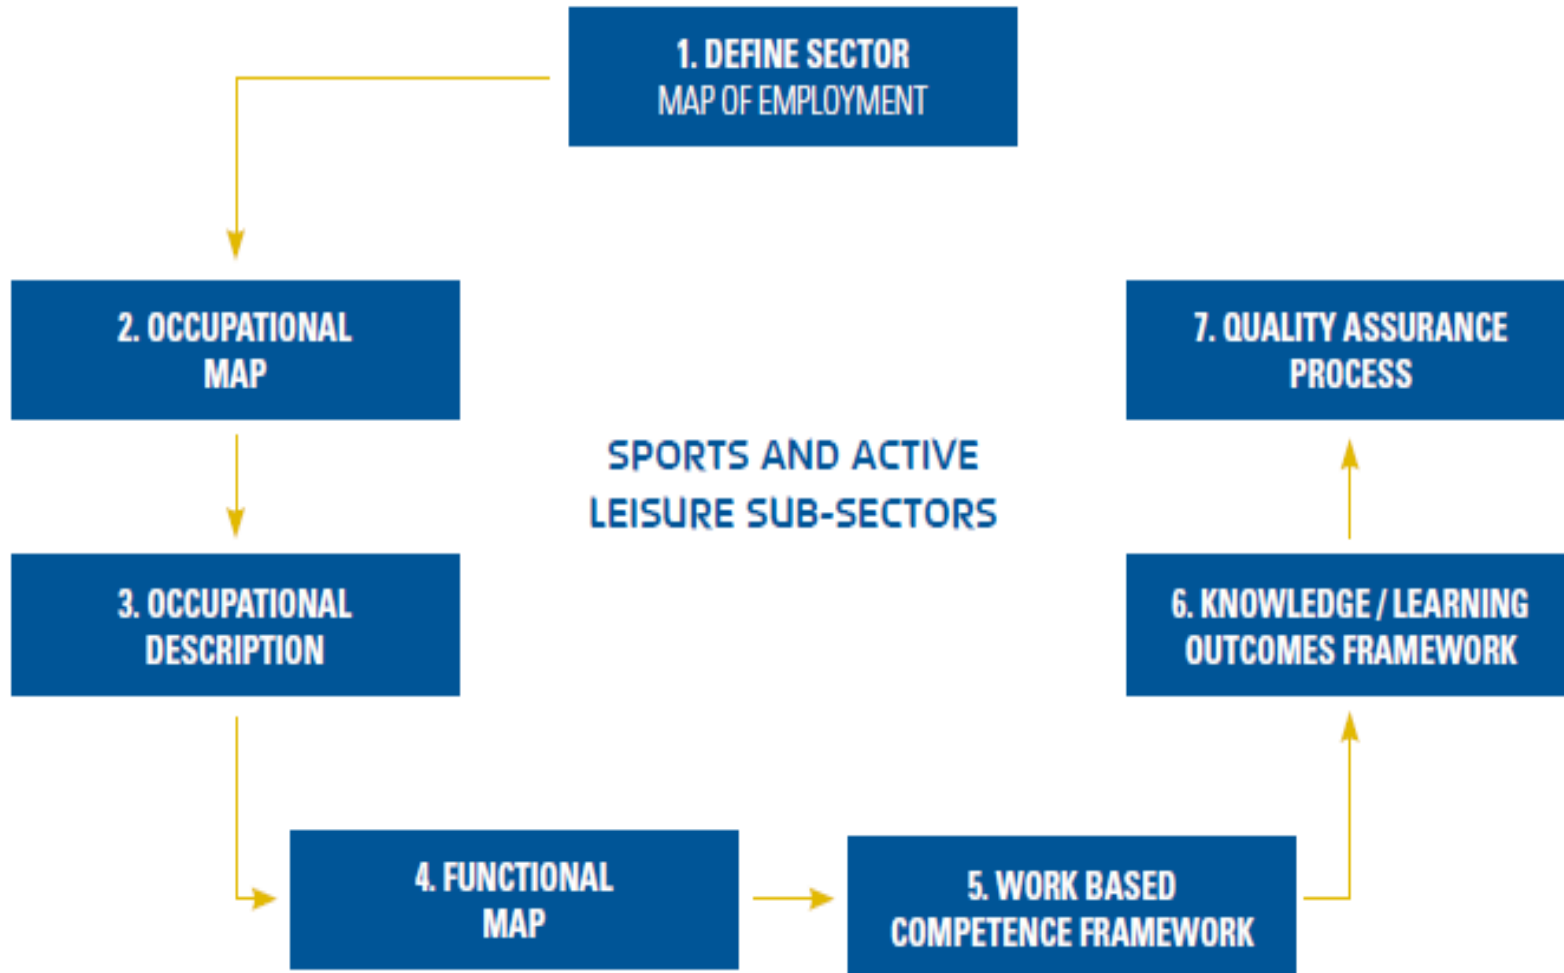 1. DEFINE SECTOR
MAP OF EMPLOYMENT
2. OCCUPATIONAL
MAP
3. OCCUPATIONAL
DESCRIPTION
4. FUNCTIONAL
MAP
5. WORK BASED
COMPETENCE FRAMEWORK
6. KNOWLEDGE / LEARNING
OUTCOMES FRAMEWORK
7. QUALITY ASSURANCE
PROCESS
SPORTS AND ACTIVE
LEISURE SUB-SECTORS